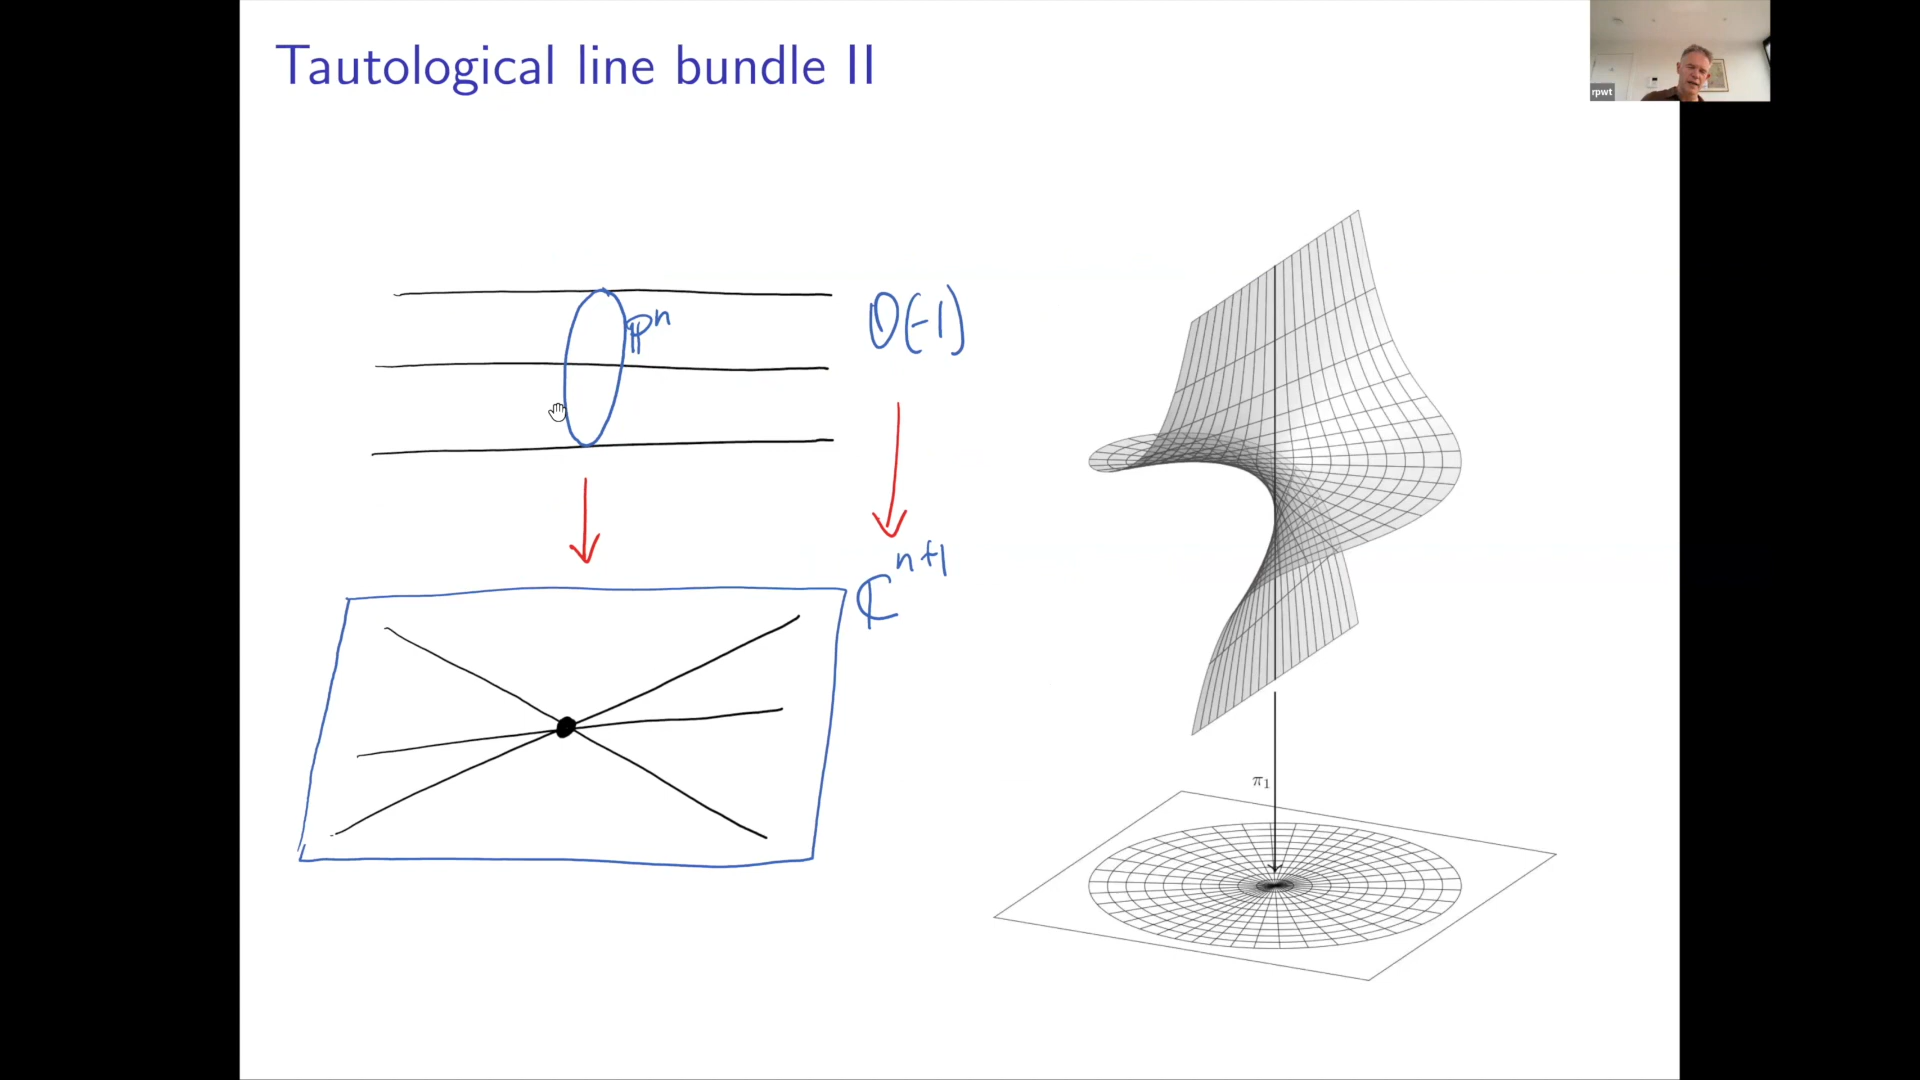 Tautological line bundle II
rpwt
ℙⁿ
O(-1)
ℂⁿ⁺¹
π₁